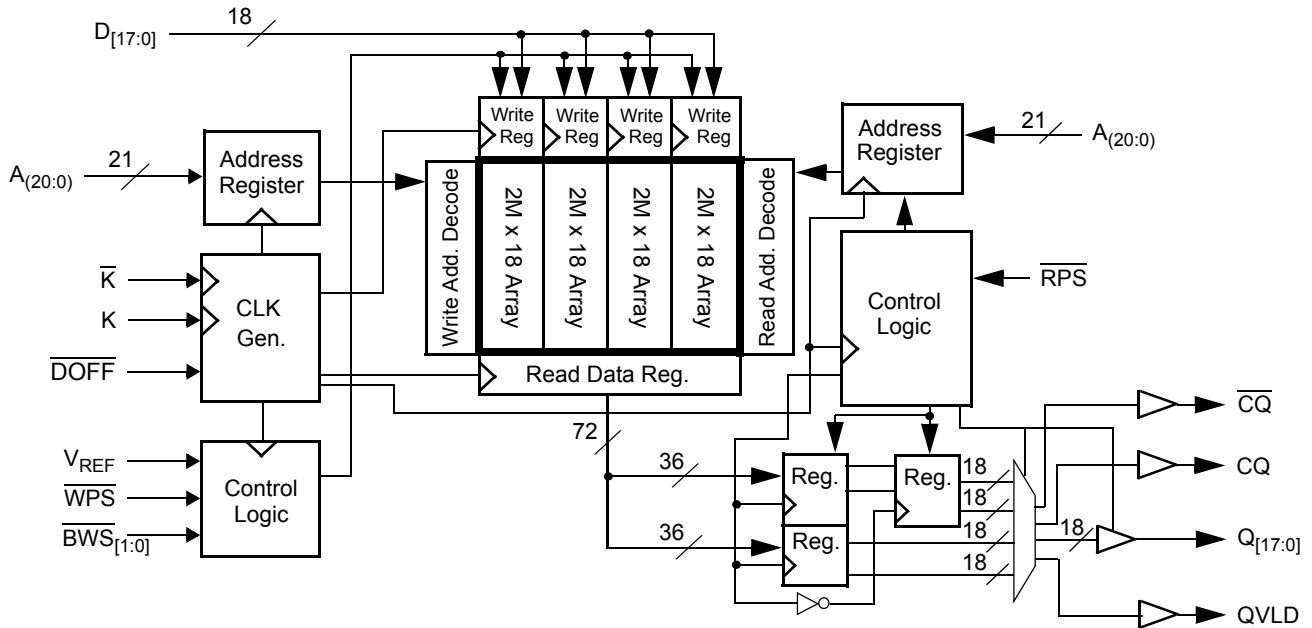 D[17:0]
18
Write Reg
Write Reg
Write Reg
Write Reg
Address Register
21
A(20:0)
A(20:0)
21
Address Register
Write Add. Decode
2M x 18 Array
2M x 18 Array
2M x 18 Array
2M x 18 Array
Read Add. Decode
K
K
DOFF
CLK Gen.
Control Logic
RPS
Read Data Reg.
VREF
WPS
BWS[1:0]
Control Logic
72
36
36
Reg.
Reg.
Reg.
18
18
18
18
18
CQ
CQ
Q[17:0]
QVLD